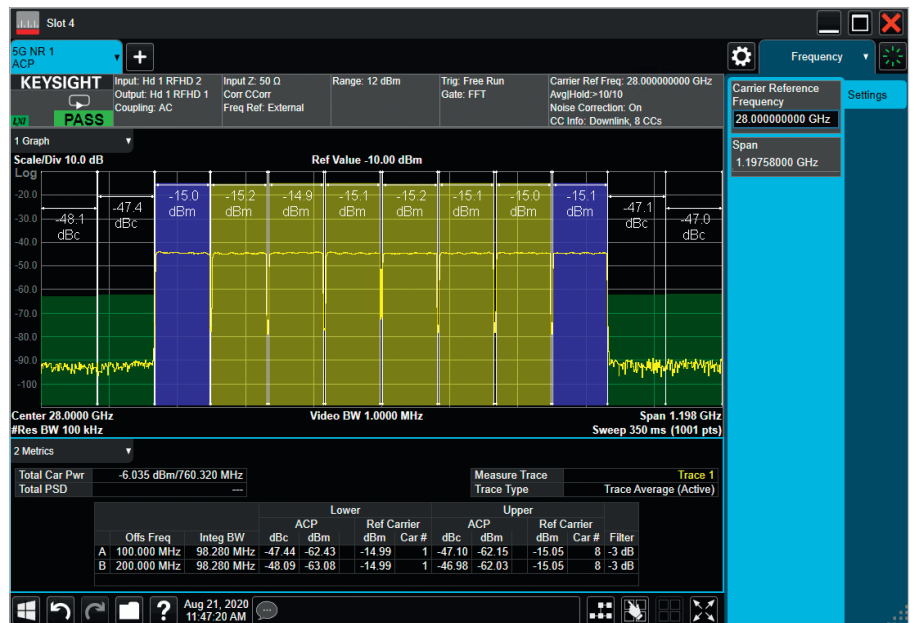 Slot 4
5G NR 1
ACP
Frequency
KEYSIGHT
LXI
PASS
Input: Hd 1 RFHD 2
Output: Hd 1 RFHD 1
Coupling: AC
Input Z: 50 Ω
Corr CCorr
Freq Ref: External
Range: 12 dBm
Trig: Free Run
Gate: FFT
Carrier Ref Freq: 28.000000000 GHz
Avg|Hold:>10/10
Noise Correction: On
CC Info: Downlink, 8 CCs
Carrier Reference
Frequency
28.000000000 GHz
Settings
Span
1.19758000 GHz
1 Graph
Scale/Div 10.0 dB
Ref Value -10.00 dBm
Log
-20.0
-30.0
-40.0
-50.0
-60.0
-70.0
-80.0
-90.0
-100
-48.1
dBc
-47.4
dBc
-15.0
dBm
-15.2
dBm
-14.9
dBm
-15.1
dBm
-15.2
dBm
-15.1
dBm
-15.0
dBm
-15.1
dBm
-47.1
dBc
-47.0
dBc
Center 28.0000 GHz
Video BW 1.0000 MHz
Span 1.198 GHz
#Res BW 100 kHz
Sweep 350 ms (1001 pts)
2 Metrics
Total Car Pwr -6.035 dBm/760.320 MHz
Total PSD ---
Measure Trace Trace 1
Trace Type Trace Average (Active)
Lower Upper
ACP Ref Carrier ACP Ref Carrier
Offs Freq Integ BW dBc dBm dBm Car # dBc dBm dBm Car # Filter
A 100.000 MHz 98.280 MHz -47.44 -62.43 -14.99 1 -47.10 -62.15 -15.05 8 -3 dB
B 200.000 MHz 98.280 MHz -48.09 -63.08 -14.99 1 -46.98 -62.03 -15.05 8 -3 dB
?
Aug 21, 2020
11:47:20 AM